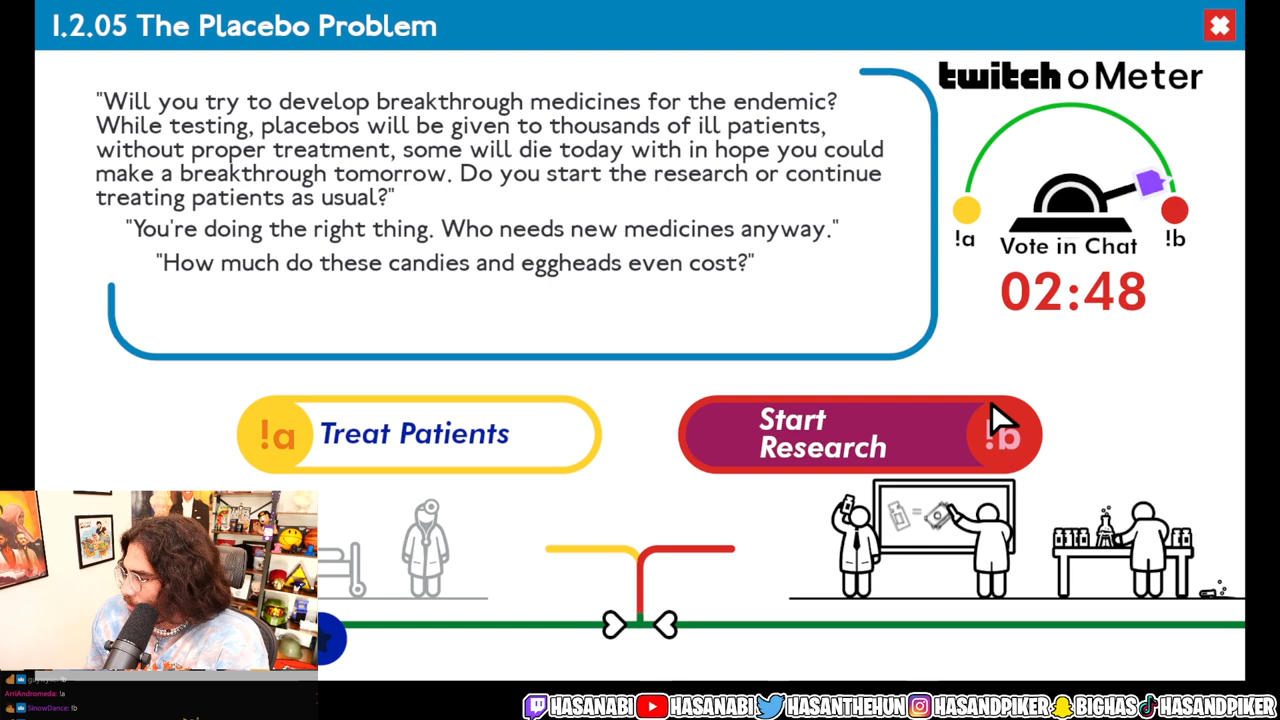 1.2.05 The Placebo Problem
"Will you try to develop breakthrough medicines for the endemic?
While testing, placebos will be given to thousands of ill patients,
without proper treatment, some will die today with in hope you could
make a breakthrough tomorrow. Do you start the research or continue
treating patients as usual?"
"You're doing the right thing. Who needs new medicines anyway."
"How much do these candies and eggheads even cost?"
twitch o Meter
!a
Vote in Chat
!b
02:48
!a Treat Patients
Start
Research
!b
ArriAndromeda: !a
SinowDance: !b
HASANABI HASANABI HASANTHEHUN HASANDPIKER BIGHAS HASANDPIKER